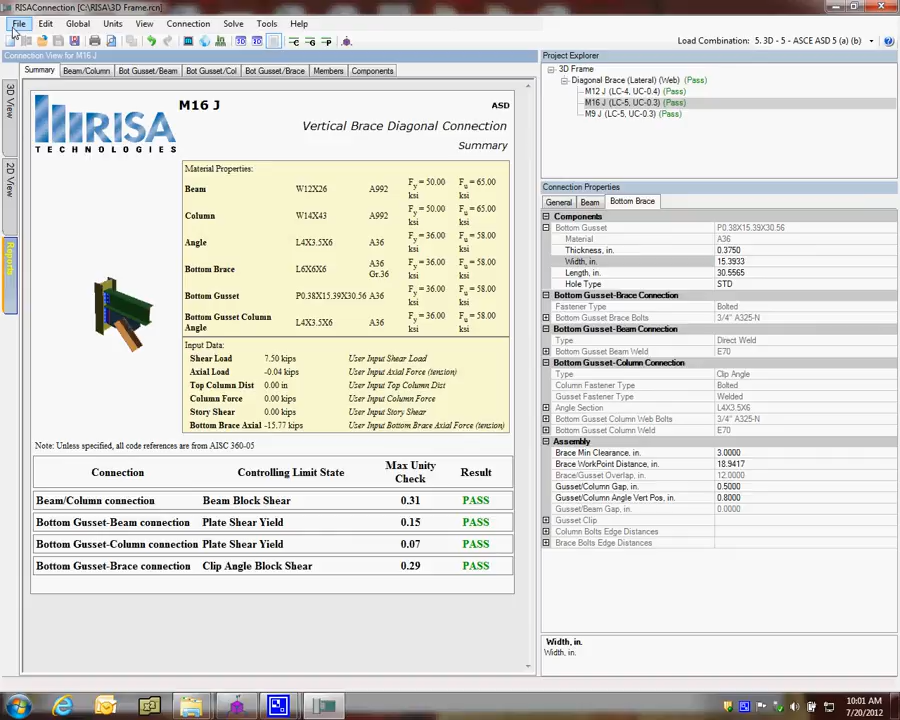 RISAConnection [C:\RISA\3D Frame.rcn]
File Edit Global Units View Connection Solve Tools Help
3D 3D C G P Load Combination: 5. 3D - 5 - ASCE ASD 5 (a) (b)
Connection View for M16 J
Summary Beam/Column Bot Gusset/Beam Bot Gusset/Col Bot Gusset/Brace Members Components
3D View
2D View
Reports
M16 J
ASD
RISA
TECHNOLOGIES
Vertical Brace Diagonal Connection
Summary
Material Properties:
Beam W12X26 A992 Fy = 50.00 ksi Fu = 65.00 ksi
Column W14X43 A992 Fy = 50.00 ksi Fu = 65.00 ksi
Angle L4X3.5X6 A36 Fy = 36.00 ksi Fu = 58.00 ksi
Bottom Brace L6X6X6 A36 Gr.36 Fy = 36.00 ksi Fu = 58.00 ksi
Bottom Gusset P0.38X15.39X30.56 A36 Fy = 36.00 ksi Fu = 58.00 ksi
Bottom Gusset Column Angle L4X3.5X6 A36 Fy = 36.00 ksi Fu = 58.00 ksi
Input Data:
Shear Load 7.50 kips User Input Shear Load
Axial Load -0.04 kips User Input Axial Force (tension)
Top Column Dist 0.00 in User Input Top Column Dist
Column Force 0.00 kips User Input Column Force
Story Shear 0.00 kips User Input Story Shear
Bottom Brace Axial -15.77 kips User Input Bottom Brace Axial Force (tension)
Note: Unless specified, all code references are from AISC 360-05
Connection Controlling Limit State Max Unity Check Result
Beam/Column connection Beam Block Shear 0.31 PASS
Bottom Gusset-Beam connection Plate Shear Yield 0.15 PASS
Bottom Gusset-Column connection Plate Shear Yield 0.07 PASS
Bottom Gusset-Brace connection Clip Angle Block Shear 0.29 PASS
Project Explorer
3D Frame
Diagonal Brace (Lateral) (Web) (Pass)
M12 J (LC-4, UC-0.4) (Pass)
M16 J (LC-5, UC-0.3) (Pass)
M9 J (LC-5, UC-0.3) (Pass)
Connection Properties
General Beam Bottom Brace
Components
Bottom Gusset P0.38X15.39X30.56
Material A36
Thickness, in. 0.3750
Width, in. 15.3933
Length, in. 30.5565
Hole Type STD
Bottom Gusset-Brace Connection
Fastener Type Bolted
Bottom Gusset Brace Bolts 3/4" A325-N
Bottom Gusset-Beam Connection
Type Direct Weld
Bottom Gusset Beam Weld E70
Bottom Gusset-Column Connection
Type Clip Angle
Column Fastener Type Bolted
Gusset Fastener Type Welded
Angle Section L4X3.5X6
Bottom Gusset Column Web Bolts 3/4" A325-N
Bottom Gusset Column Weld E70
Assembly
Brace Min Clearance, in. 3.0000
Brace WorkPoint Distance, in. 18.9417
Brace/Gusset Overlap, in. 12.0000
Gusset/Column Gap, in. 0.5000
Gusset/Column Angle Vert Pos, in. 0.8000
Gusset/Beam Gap, in. 0.0000
Gusset Clip
Column Bolts Edge Distances
Brace Bolts Edge Distances
Width, in.
Width, in.
10:01 AM
7/20/2012